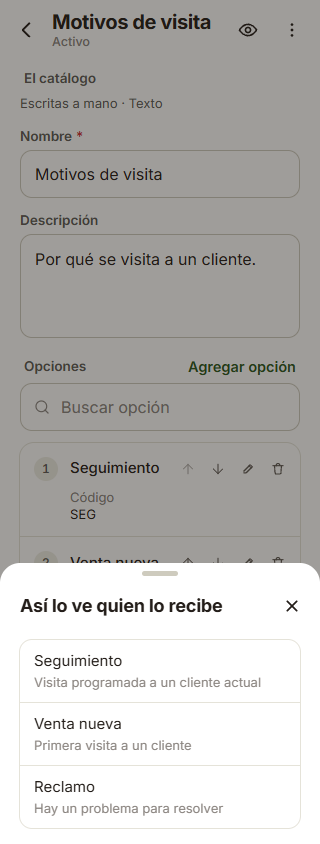 Motivos de visita
Activo
El catálogo
Escritas a mano · Texto
Nombre *
Motivos de visita
Descripción
Por qué se visita a un cliente.
Opciones
Agregar opción
Buscar opción
1
Seguimiento
Código
SEG
2
Venta nueva
Así lo ve quien lo recibe
Seguimiento
Visita programada a un cliente actual
Venta nueva
Primera visita a un cliente
Reclamo
Hay un problema para resolver